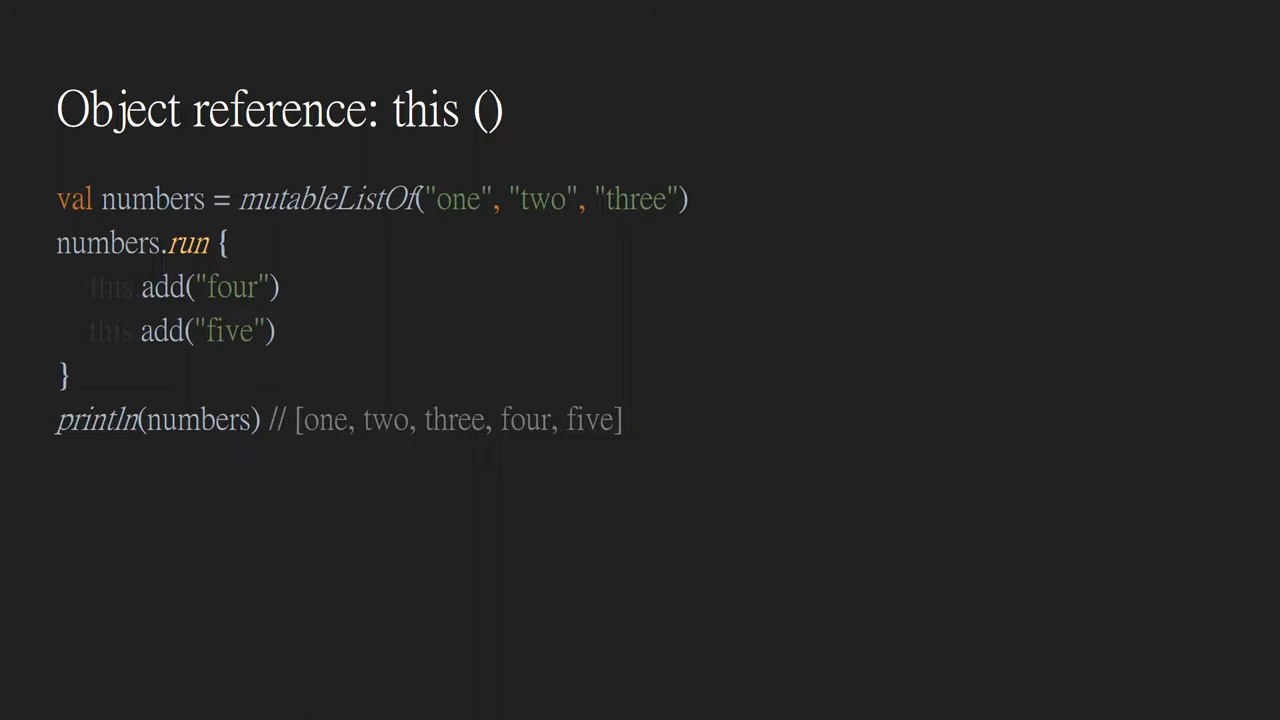 Object reference: this ()
val numbers = mutableListOf("one", "two", "three")
numbers.run {
this.add("four")
this.add("five")
}
println(numbers) // [one, two, three, four, five]